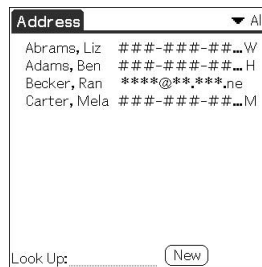 Address Al
Abrams, Liz ###-###-##...W
Adams, Ben ###-###-##...H
Becker, Ran ****@**.***.ne
Carter, Mela ###-###-##...M
Look Up: New